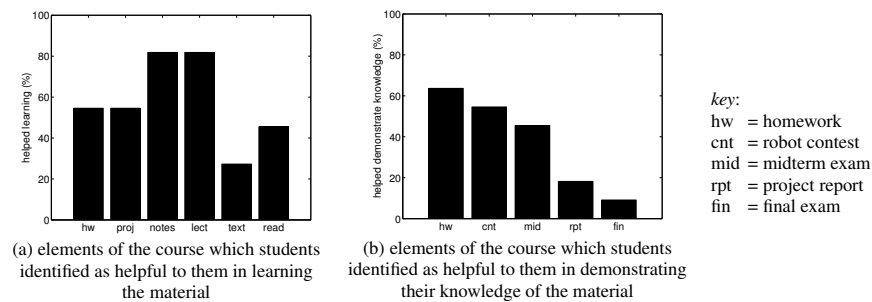 100
80
60
40
20
0
helped learning (%)
hw proj notes lect text read
(a) elements of the course which students
identified as helpful to them in learning
the material
100
80
60
40
20
0
helped demonstrate knowledge (%)
hw cnt mid rpt fin
(b) elements of the course which students
identified as helpful to them in demonstrating
their knowledge of the material
key:
hw = homework
cnt = robot contest
mid = midterm exam
rpt = project report
fin = final exam